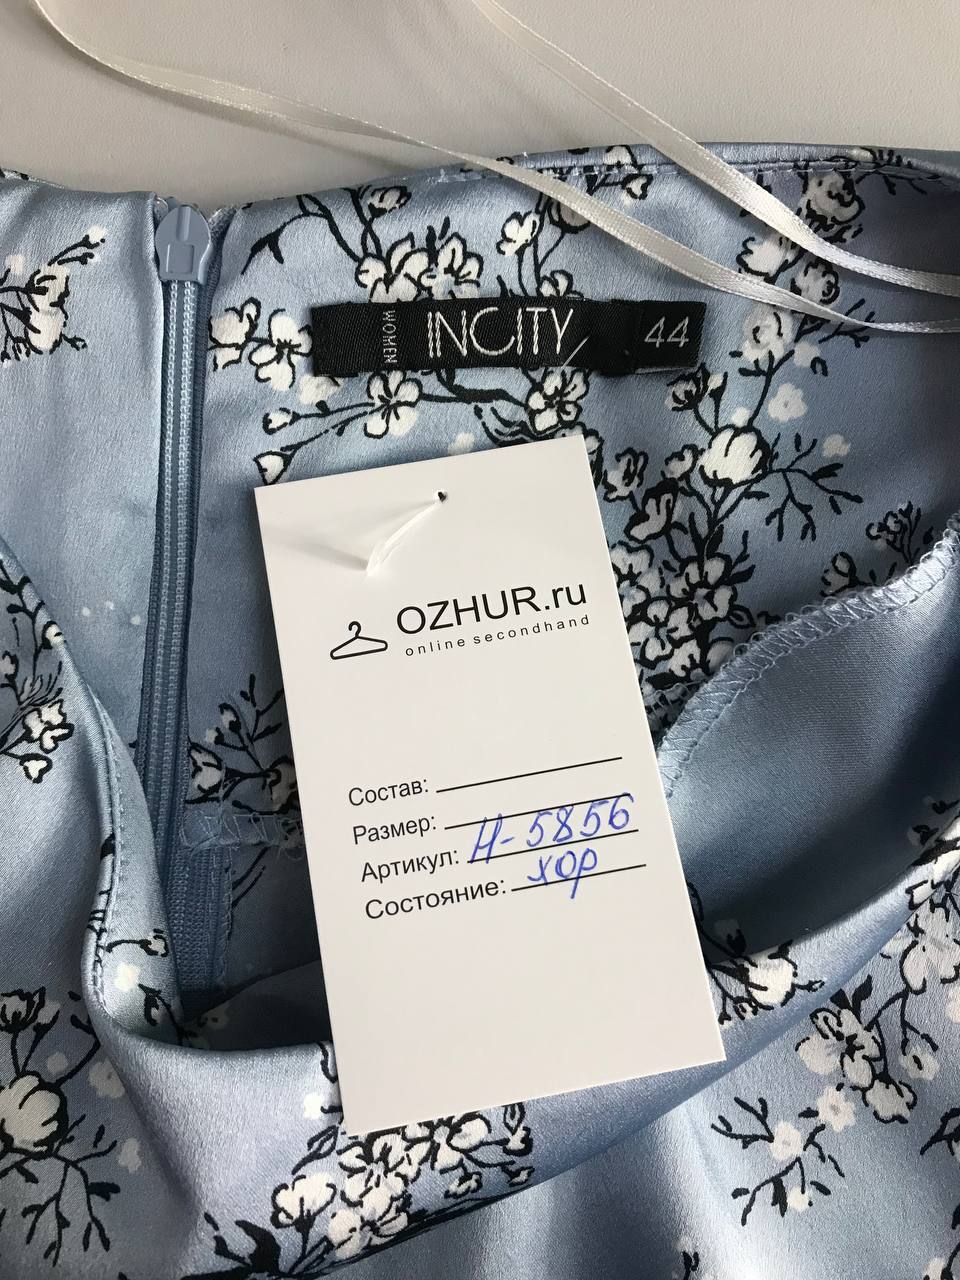 WOMEN INCITY 44
OZHUR.ru
online secondhand
Состав:
Размер:
Артикул: Н-5856
Состояние: хор